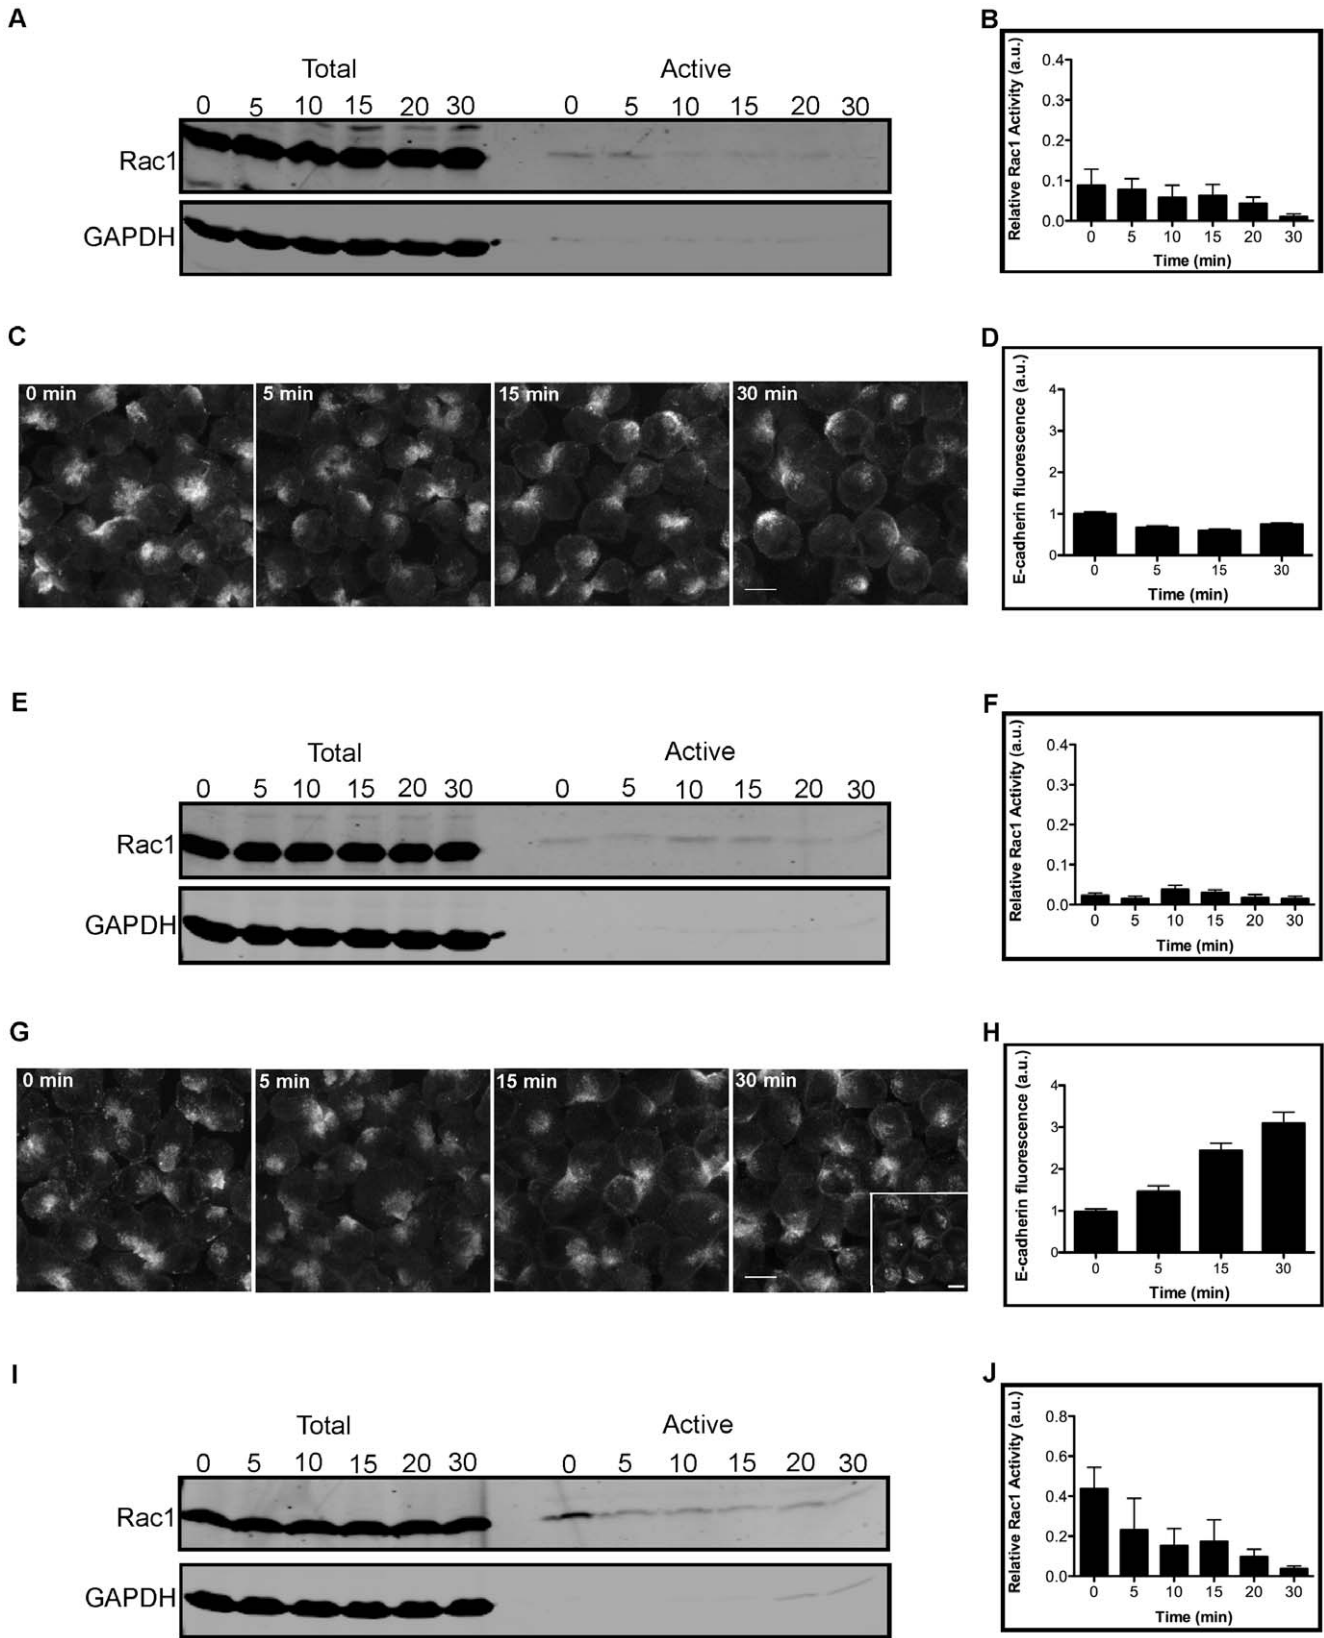 A
Total Active
0 5 10 15 20 30 0 5 10 15 20 30
Rac1
GAPDH
B
Relative Rac1 Activity (a.u.)
0.4
0.3
0.2
0.1
0.0
0 5 10 15 20 30
Time (min)
C
0 min 5 min 15 min 30 min
D
E-cadherin fluorescence (a.u.)
4
3
2
1
0
0 5 15 30
Time (min)
E
Total Active
0 5 10 15 20 30 0 5 10 15 20 30
Rac1
GAPDH
F
Relative Rac1 Activity (a.u.)
0.4
0.3
0.2
0.1
0.0
0 5 10 15 20 30
Time (min)
G
0 min 5 min 15 min 30 min
H
E-cadherin fluorescence (a.u.)
4
3
2
1
0
0 5 15 30
Time (min)
I
Total Active
0 5 10 15 20 30 0 5 10 15 20 30
Rac1
GAPDH
J
Relative Rac1 Activity (a.u.)
0.8
0.6
0.4
0.2
0.0
0 5 10 15 20 30
Time (min)